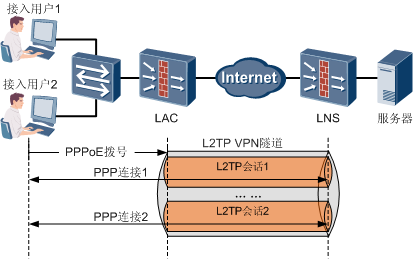 接入用户1
接入用户2
LAC
Internet
LNS
服务器
PPPoE拨号
L2TP VPN隧道
PPP连接1
L2TP会话1
... ...
PPP连接2
L2TP会话2